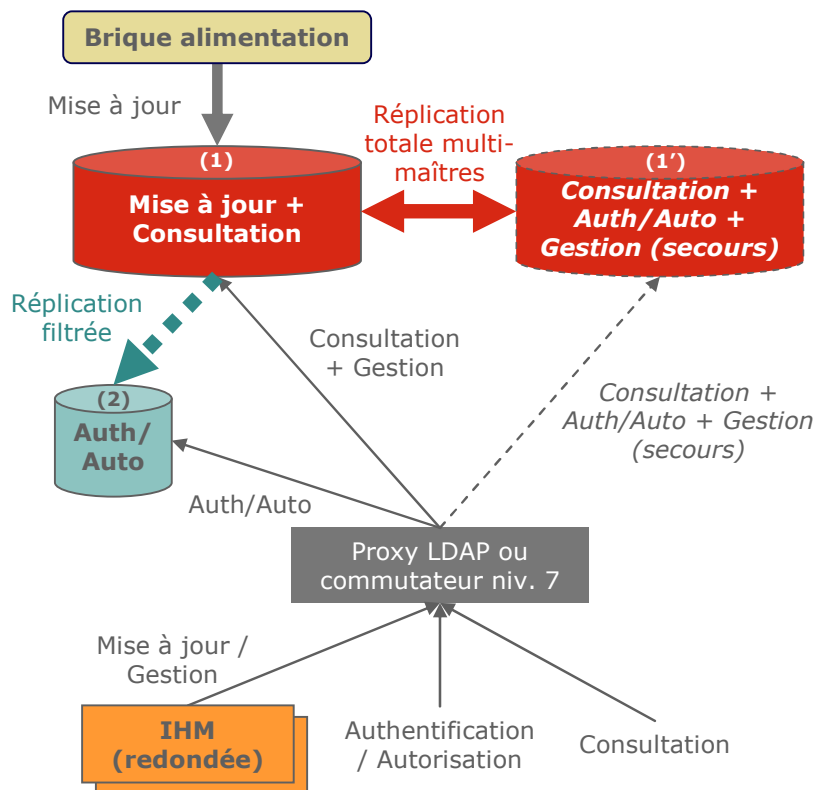 Brique alimentation
Mise à jour
Réplication
totale multi-
maîtres
(1)
Mise à jour +
Consultation
(1’)
Consultation +
Auth/Auto +
Gestion (secours)
Réplication
filtrée
Consultation
+ Gestion
Consultation +
Auth/Auto + Gestion
(secours)
(2)
Auth/
Auto
Auth/Auto
Proxy LDAP ou
commutateur niv. 7
Mise à jour /
Gestion
IHM
(redondée)
Authentification
/ Autorisation
Consultation